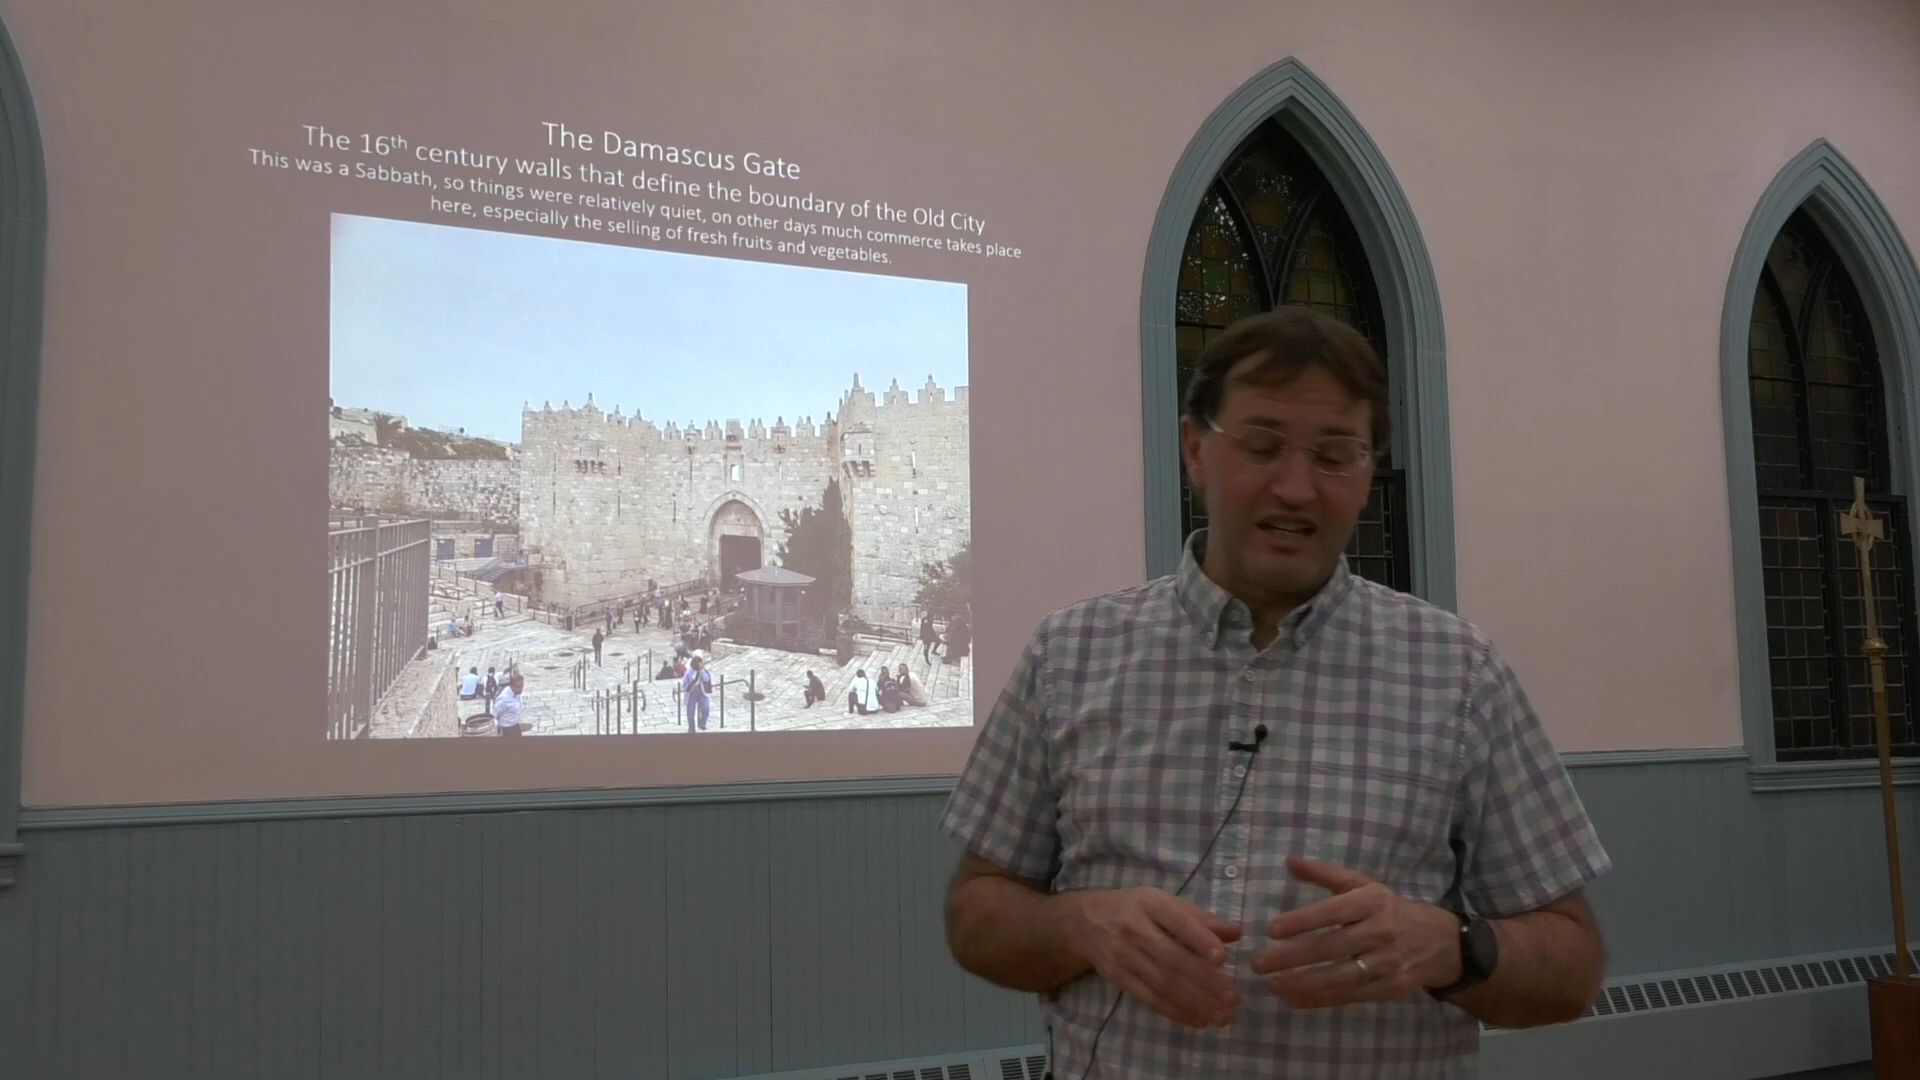 The Damascus Gate
The 16th century walls that define the boundary of the Old City
This was a Sabbath, so things were relatively quiet, on other days much commerce takes place
here, especially the selling of fresh fruits and vegetables.